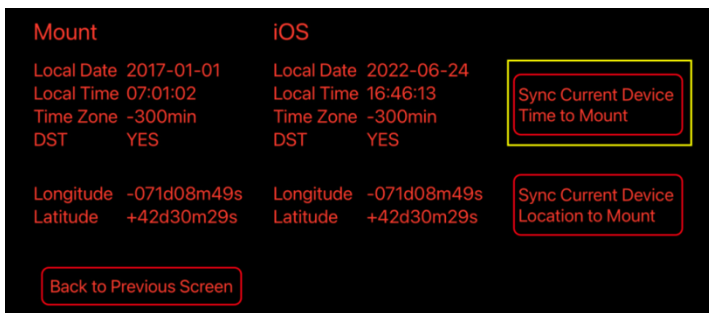 Mount
Local Date 2017-01-01
Local Time 07:01:02
Time Zone -300min
DST YES
Longitude -071d08m49s
Latitude +42d30m29s
iOS
Local Date 2022-06-24
Local Time 16:46:13
Time Zone -300min
DST YES
Longitude -071d08m49s
Latitude +42d30m29s
Sync Current Device
Time to Mount
Sync Current Device
Location to Mount
Back to Previous Screen